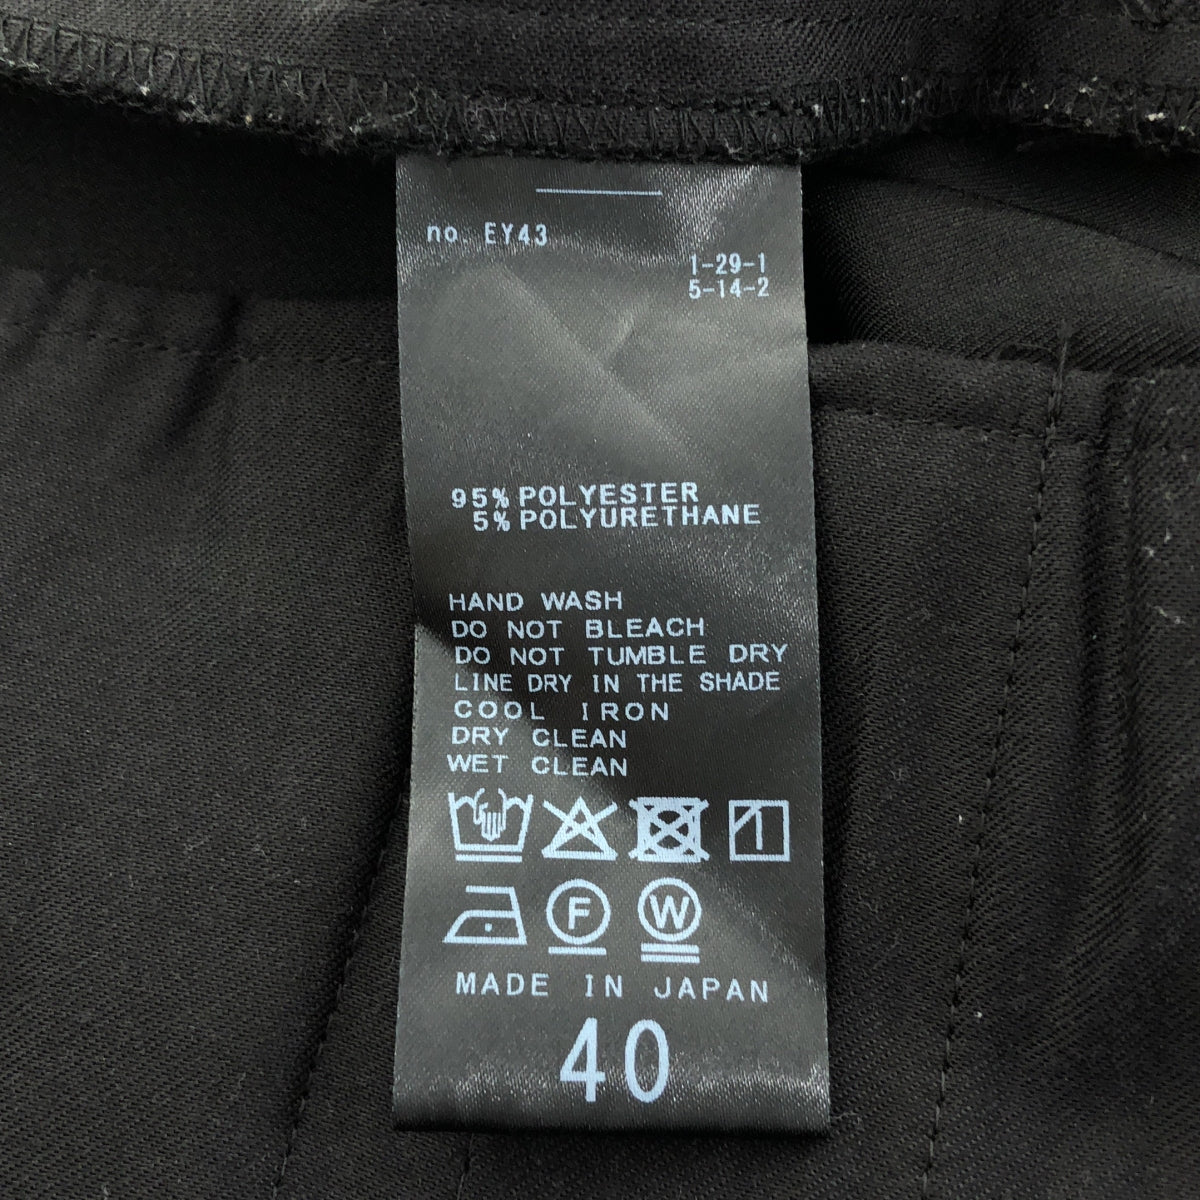 no. EY43
1-29-1
5-14-2
95% POLYESTER
5% POLYURETHANE
HAND WASH
DO NOT BLEACH
DO NOT TUMBLE DRY
LINE DRY IN THE SHADE
COOL IRON
DRY CLEAN
WET CLEAN
F W
MADE IN JAPAN
40